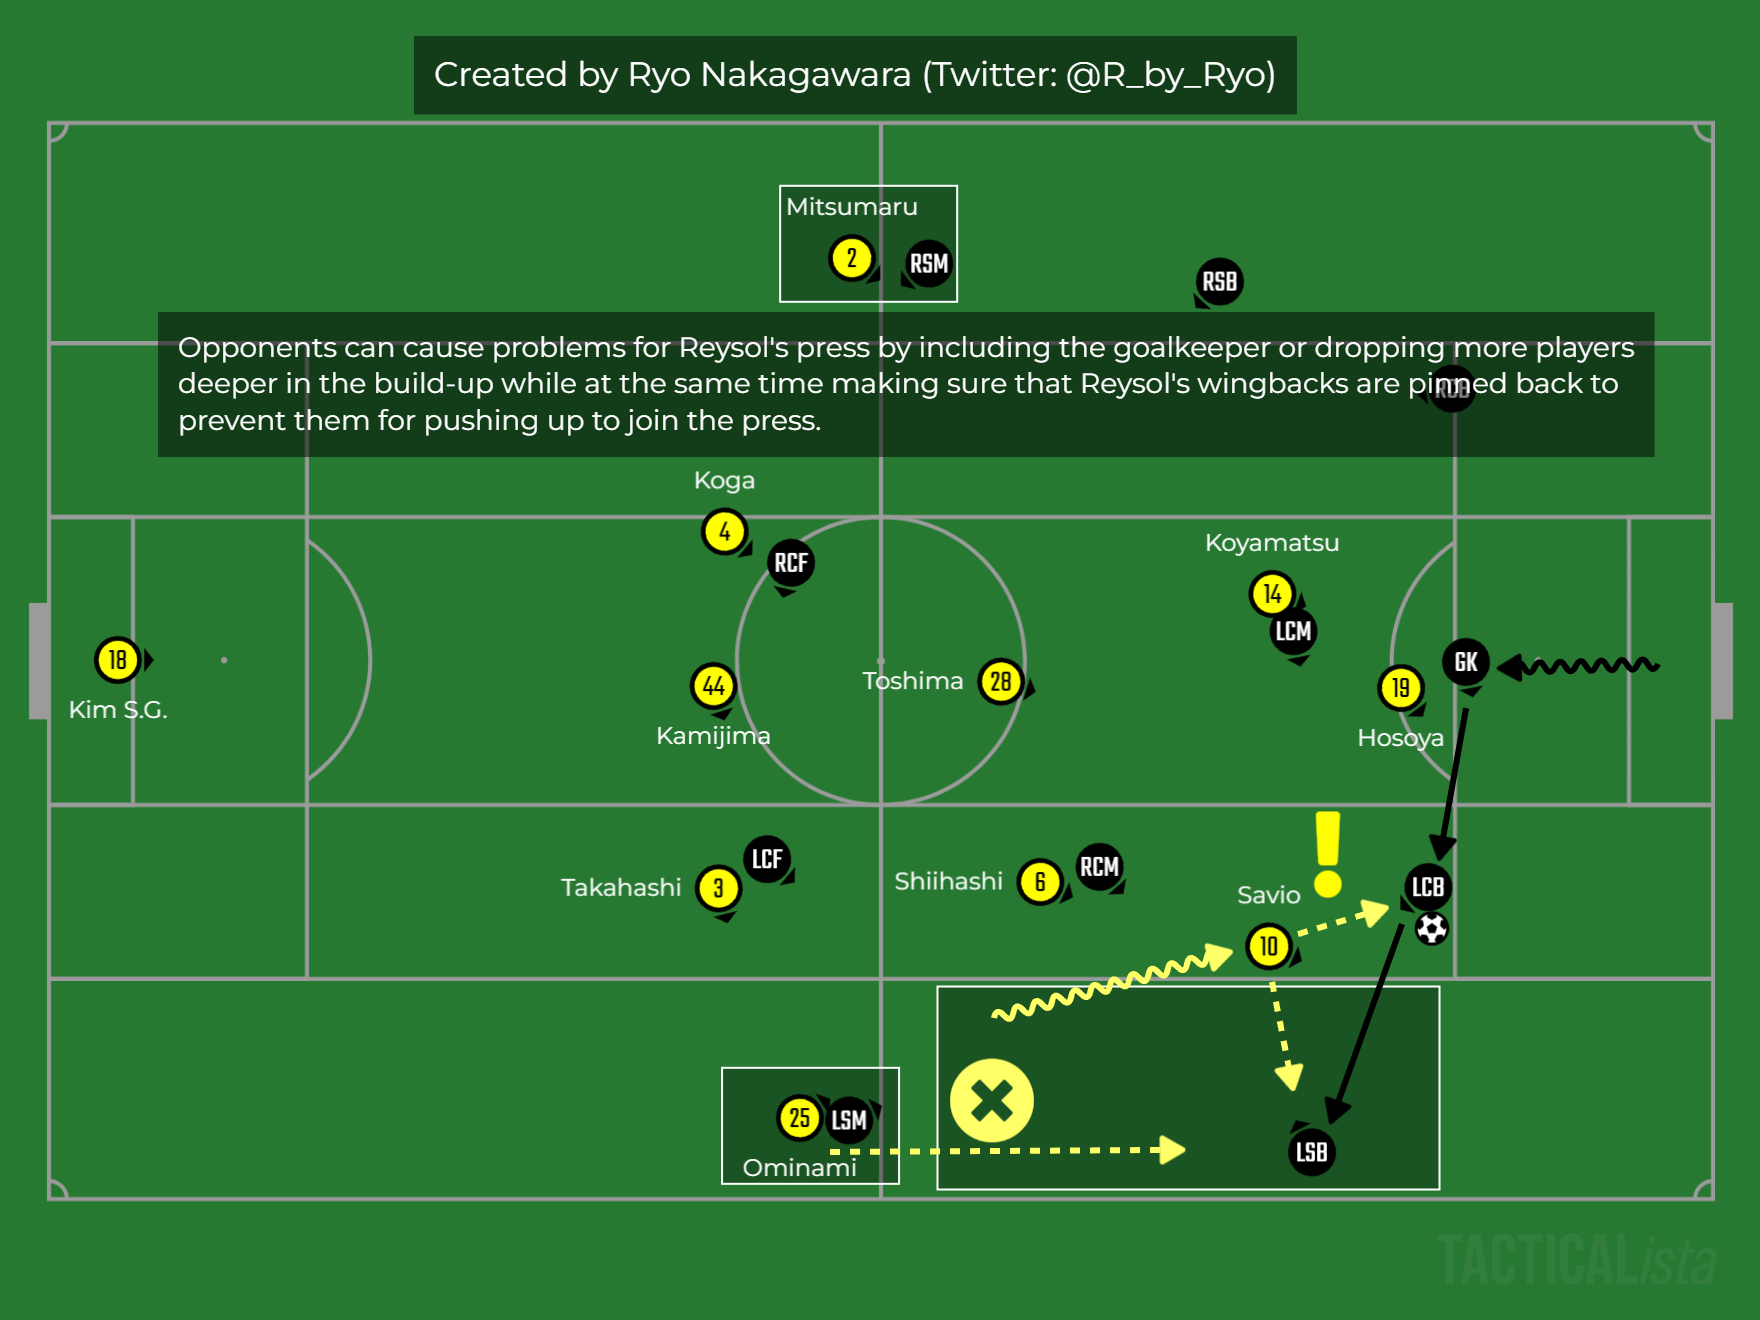 Created by Ryo Nakagawara (Twitter: @R_by_Ryo)
Mitsumaru
2
RSM
RSB
Opponents can cause problems for Reysol's press by including the goalkeeper or dropping more players
deeper in the build-up while at the same time making sure that Reysol's wingbacks are pinned back to
prevent them for pushing up to join the press.
Koga
4
RCF
Koyamatsu
14
LCM
18
Kim S.G.
44
Kamijima
Toshima
28
GK
19
Hosoya
LCF
Takahashi
3
Shiihashi
6
RCM
Savio
10
LCB
25
LSM
Ominami
LSB
TACTICALista